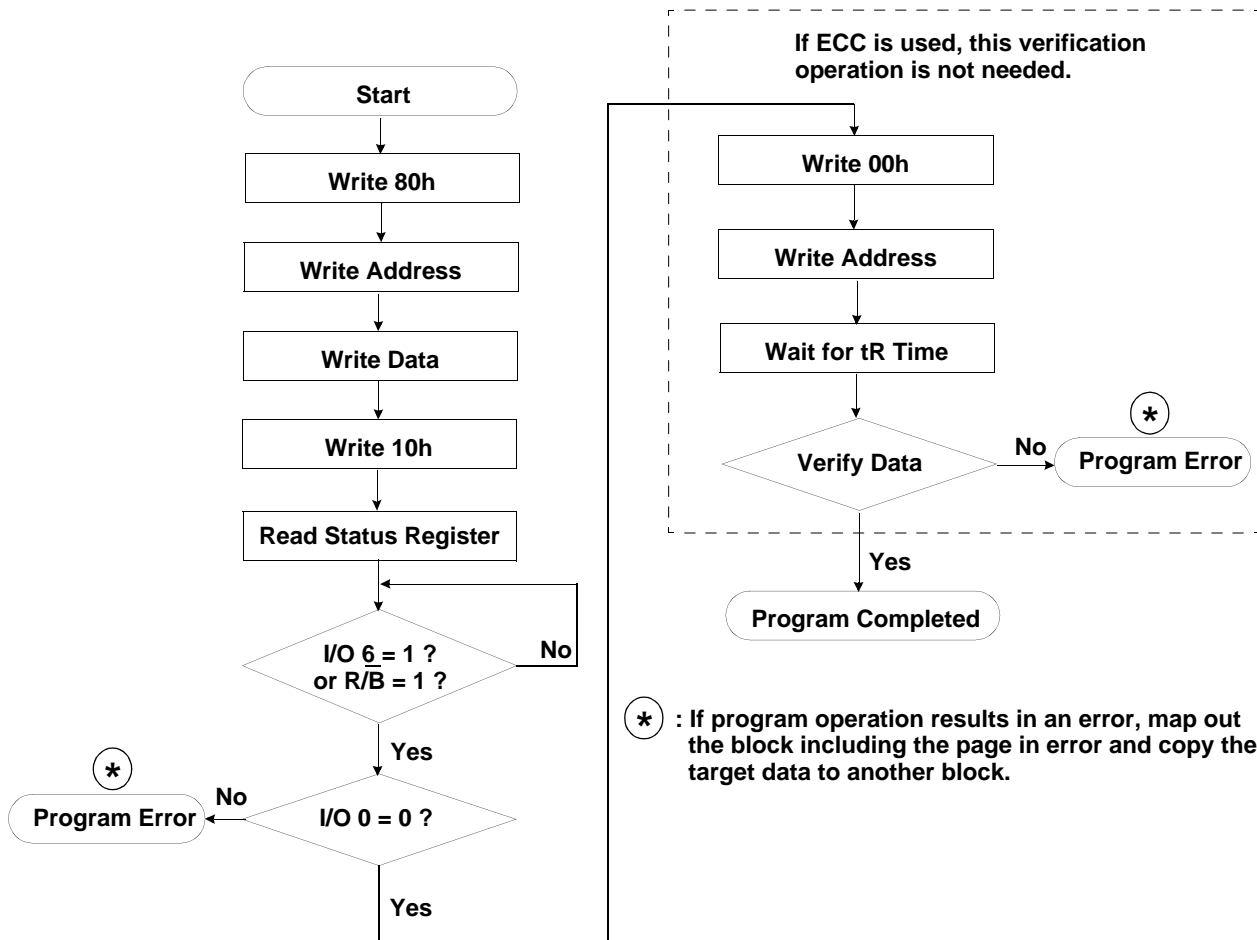 Start
Write 80h
Write Address
Write Data
Write 10h
Read Status Register
I/O 6 = 1 ?
or R/B̅ = 1 ?
No
Yes
*
No
Program Error
I/O 0 = 0 ?
Yes
If ECC is used, this verification
operation is not needed.
Write 00h
Write Address
Wait for tR Time
*
Verify Data
No
Program Error
Yes
Program Completed
* : If program operation results in an error, map out
the block including the page in error and copy the
target data to another block.